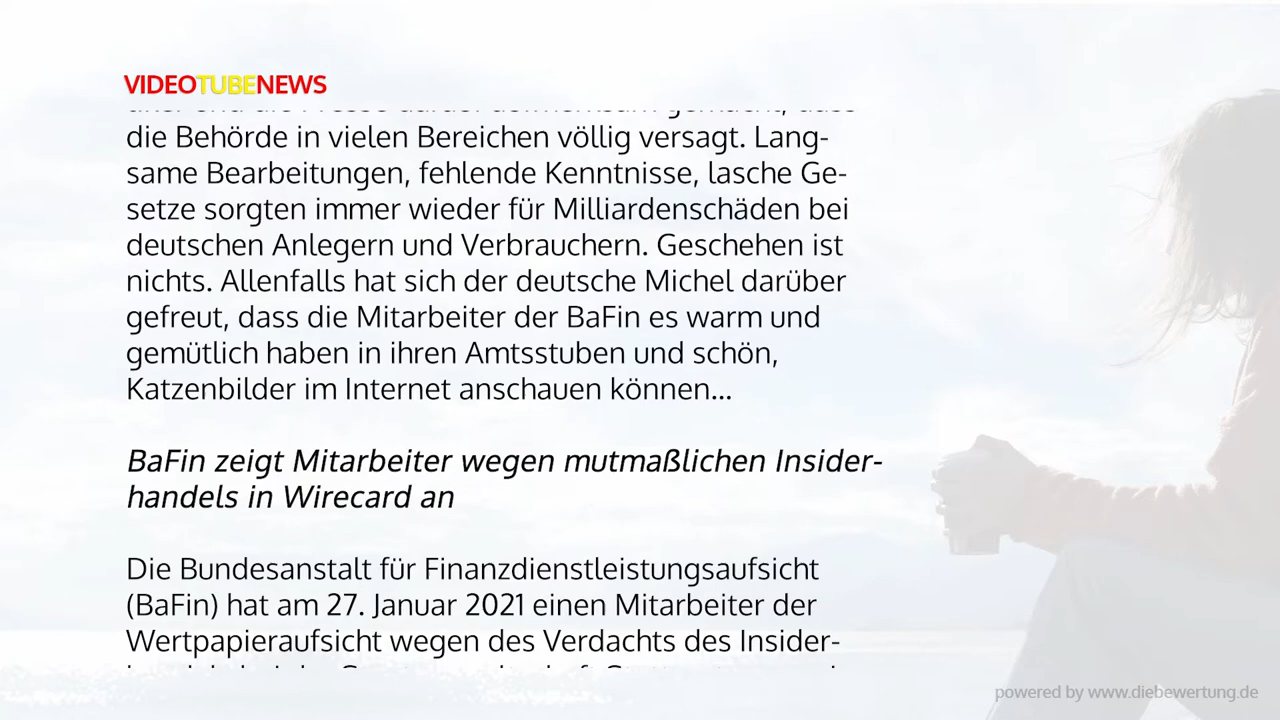 VIDEOTUBENEWS
die Behörde in vielen Bereichen völlig versagt. Lang-
same Bearbeitungen, fehlende Kenntnisse, lasche Ge-
setze sorgten immer wieder für Milliardenschäden bei
deutschen Anlegern und Verbrauchern. Geschehen ist
nichts. Allenfalls hat sich der deutsche Michel darüber
gefreut, dass die Mitarbeiter der BaFin es warm und
gemütlich haben in ihren Amtsstuben und schön,
Katzenbilder im Internet anschauen können...
BaFin zeigt Mitarbeiter wegen mutmaßlichen Insider-
handels in Wirecard an
Die Bundesanstalt für Finanzdienstleistungsaufsicht
(BaFin) hat am 27. Januar 2021 einen Mitarbeiter der
Wertpapieraufsicht wegen des Verdachts des Insider-
powered by www.diebewertung.de